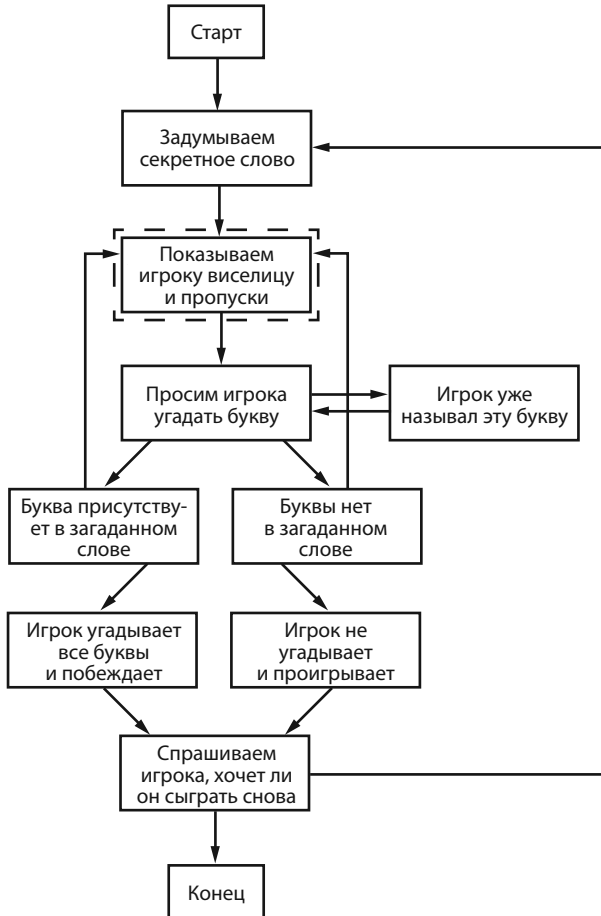 Старт
Задумываем
секретное слово
Показываем
игроку виселицу
и пропуски
Просим игрока
угадать букву
Игрок уже
называл эту букву
Буква присутству-
ет в загаданном
слове
Буквы нет
в загаданном
слове
Игрок угадывает
все буквы
и побеждает
Игрок не
угадывает
и проигрывает
Спрашиваем
игрока, хочет ли
он сыграть снова
Конец